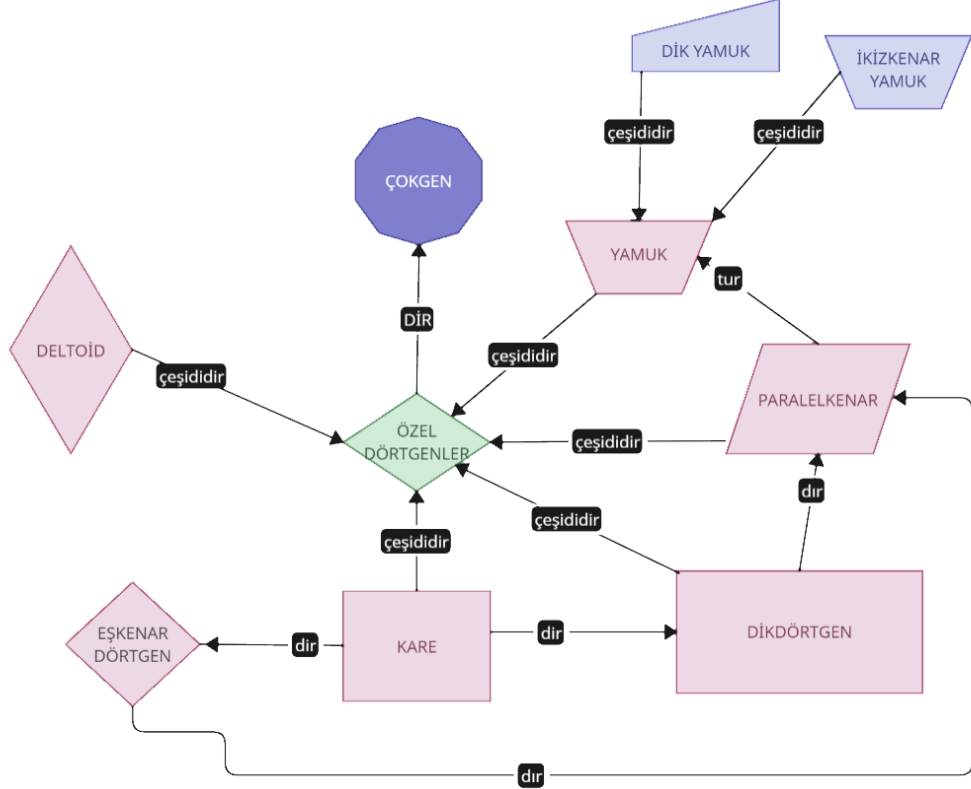 DİK YAMUK
İKİZKENAR
YAMUK
çeşididir
çeşididir
ÇOKGEN
YAMUK
tur
DİR
DELTOİD
çeşididir
çeşididir
PARALELKENAR
ÖZEL
DÖRTGENLER
çeşididir
dır
çeşididir
çeşididir
EŞKENAR
DÖRTGEN
dir
KARE
dir
DİKDÖRTGEN
dır